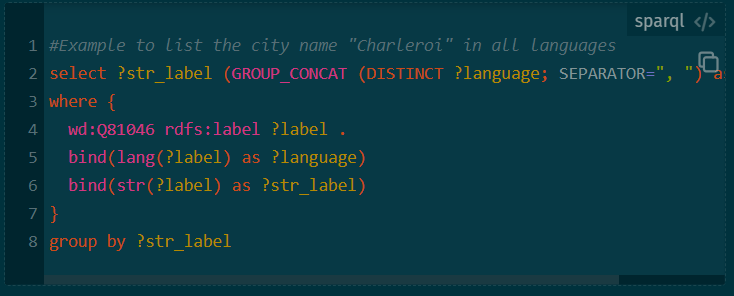 sparql </>
1 #Example to list the city name "Charleroi" in all languages
2 select ?str_label (GROUP_CONCAT (DISTINCT ?language; SEPARATOR=", ") a
3 where {
4   wd:Q81046 rdfs:label ?label .
5   bind(lang(?label) as ?language)
6   bind(str(?label) as ?str_label)
7 }
8 group by ?str_label